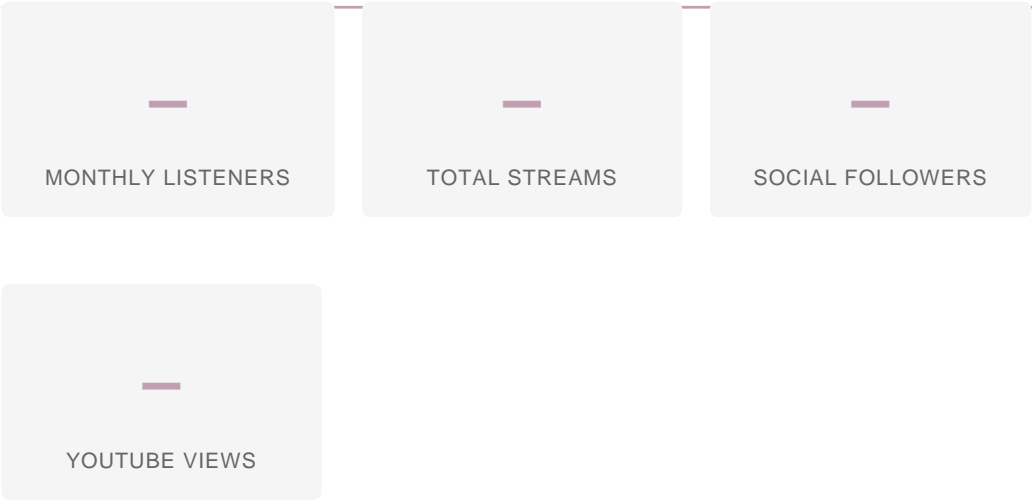 —
—
—
MONTHLY LISTENERS
TOTAL STREAMS
SOCIAL FOLLOWERS
—
YOUTUBE VIEWS